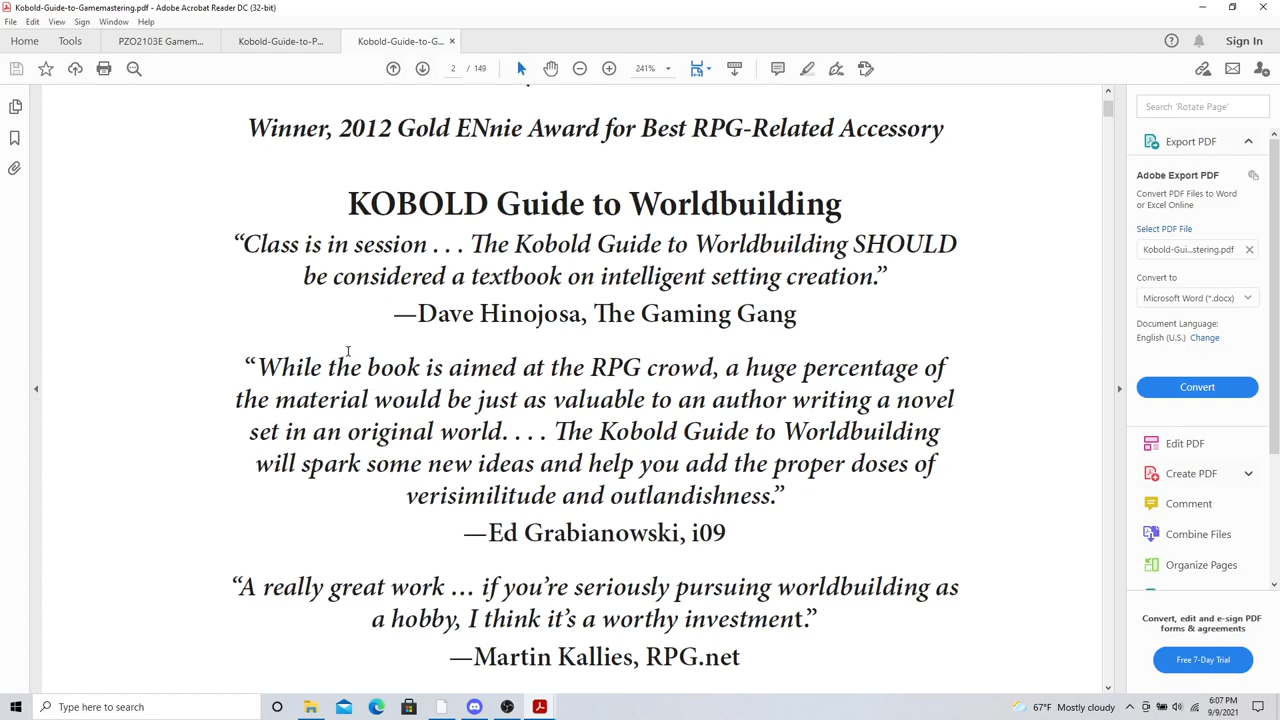 Kobold-Guide-to-Gamemastering.pdf - Adobe Acrobat Reader DC (32-bit)
File Edit View Sign Window Help
Home Tools PZO2103E Gamem... Kobold-Guide-to-P... Kobold-Guide-to-G... × Sign In
2 / 149 241%
Winner, 2012 Gold ENnie Award for Best RPG-Related Accessory
KOBOLD Guide to Worldbuilding
“Class is in session . . . The Kobold Guide to Worldbuilding SHOULD
be considered a textbook on intelligent setting creation.”
—Dave Hinojosa, The Gaming Gang
“While the book is aimed at the RPG crowd, a huge percentage of
the material would be just as valuable to an author writing a novel
set in an original world. . . . The Kobold Guide to Worldbuilding
will spark some new ideas and help you add the proper doses of
verisimilitude and outlandishness.”
—Ed Grabianowski, i09
“A really great work … if you’re seriously pursuing worldbuilding as
a hobby, I think it’s a worthy investment.”
—Martin Kallies, RPG.net
Search 'Rotate Page'
Export PDF
Adobe Export PDF
Convert PDF Files to Word
or Excel Online
Select PDF File
Kobold-Gui...stering.pdf
Convert to
Microsoft Word (*.docx)
Document Language:
English (U.S.) Change
Convert
Edit PDF
Create PDF
Comment
Combine Files
Organize Pages
Convert, edit and e-sign PDF
forms & agreements
Free 7-Day Trial
Type here to search
67°F Mostly cloudy
6:07 PM
9/9/2021